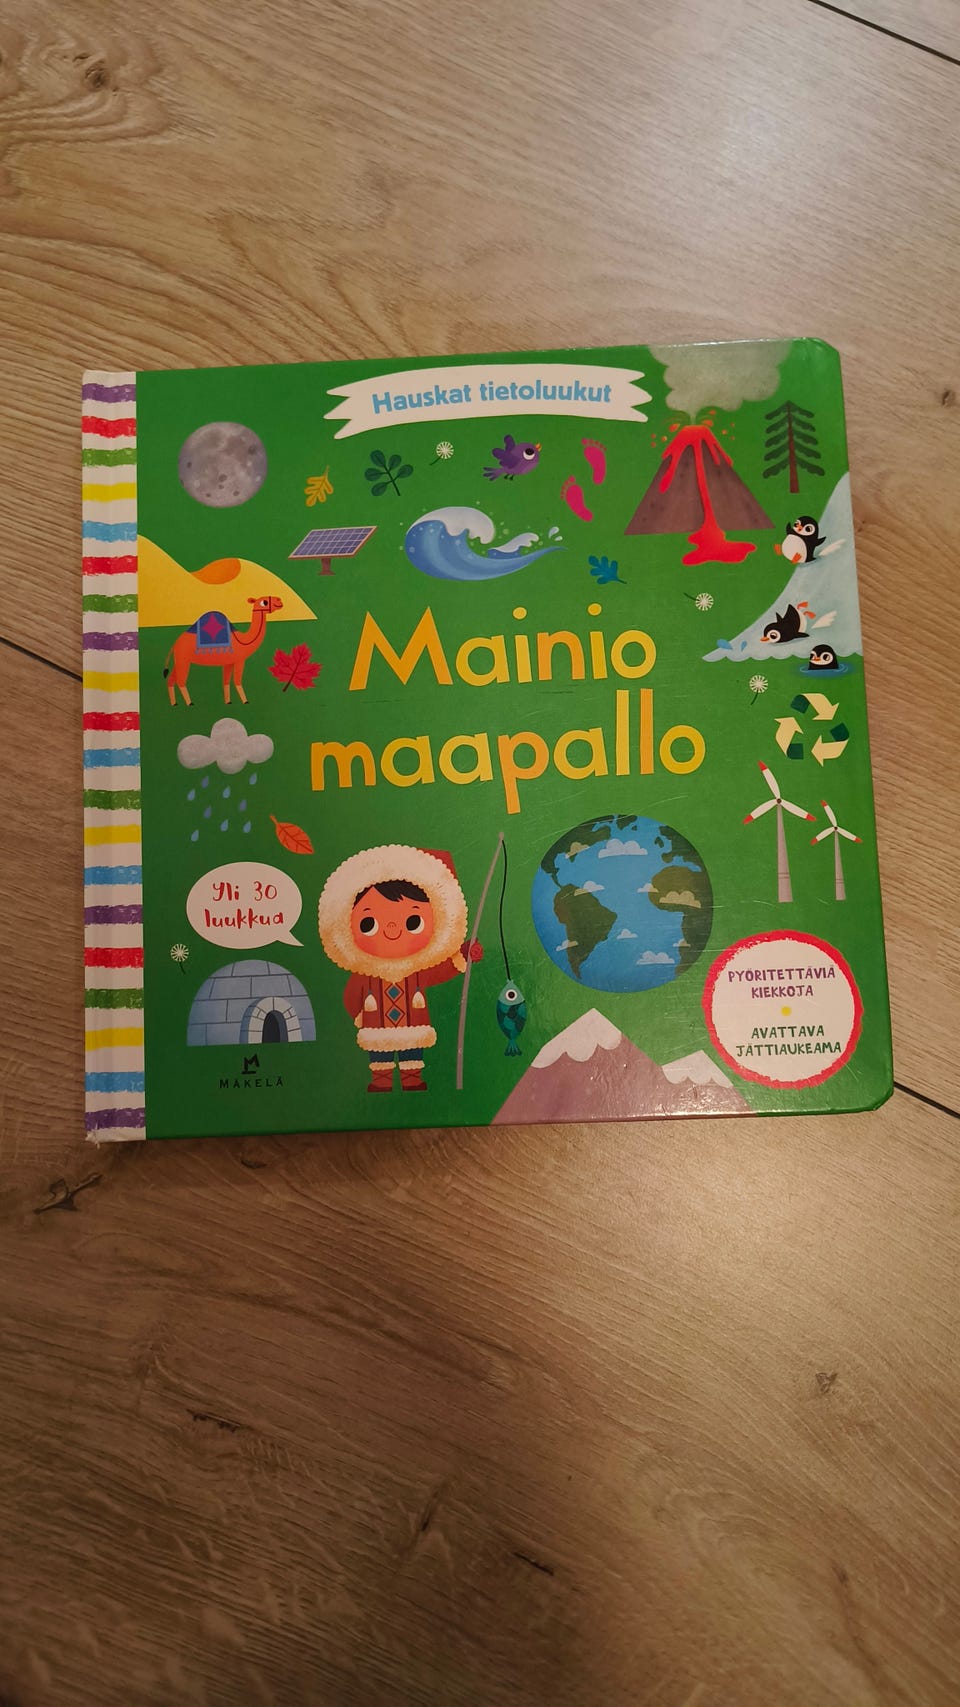 Hauskat tietoluukut
Mainio
maapallo
Yli 30
luukkua
PYÖRITETTÄVIÄ
KIEKKOJA
AVATTAVA
JÄTTIAUKEAMA
MÄKELÄ